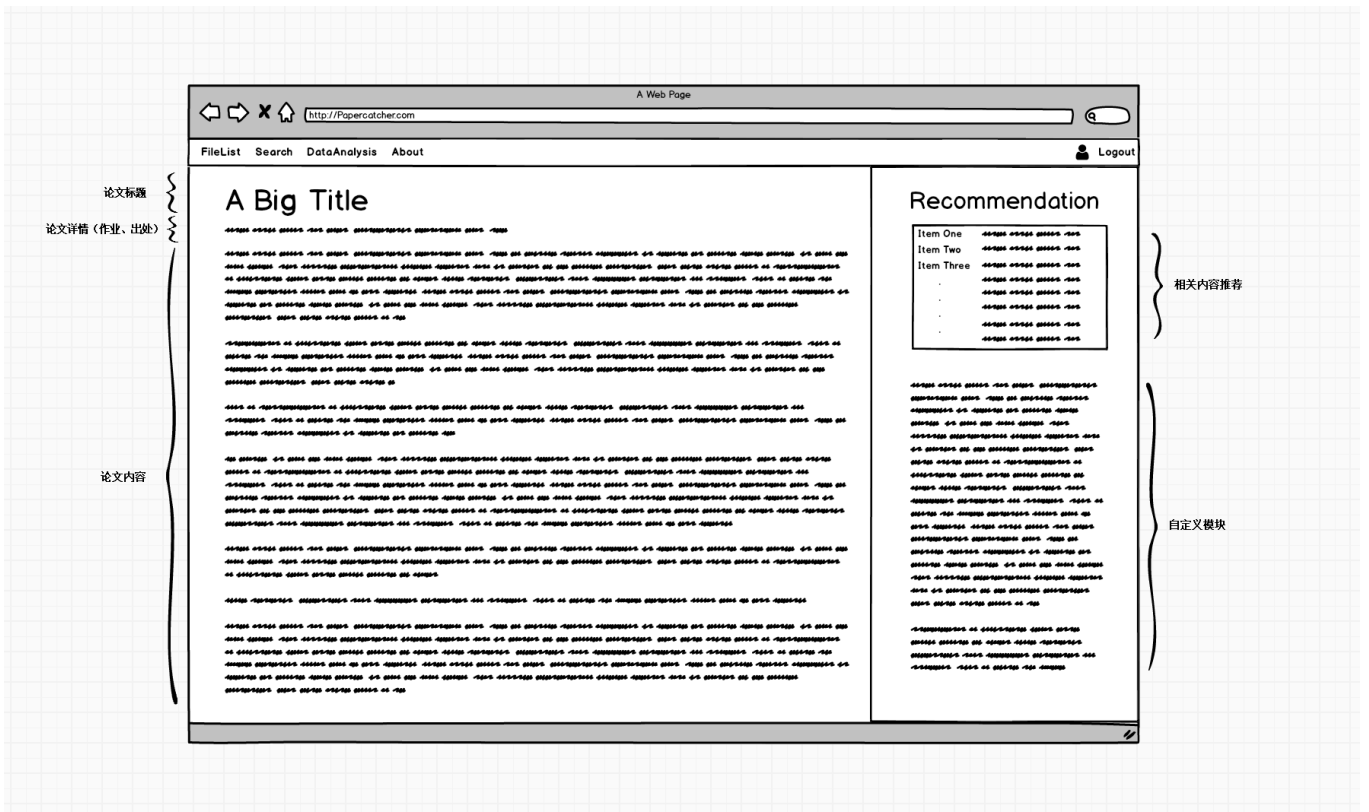 A Web Page
http://Papercatcher.com
FileList Search DataAnalysis About Logout
论文标题
A Big Title
论文详情（作业、出处）
论文内容
Recommendation
Item One
Item Two
Item Three
相关内容推荐
自定义模块